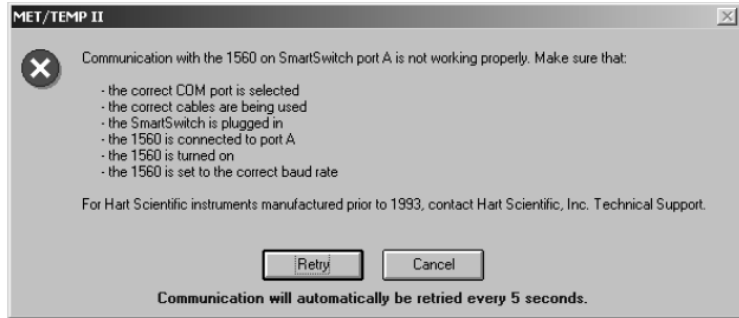 MET/TEMP II
Communication with the 1560 on SmartSwitch port A is not working properly. Make sure that:
- the correct COM port is selected
- the correct cables are being used
- the SmartSwitch is plugged in
- the 1560 is connected to port A
- the 1560 is turned on
- the 1560 is set to the correct baud rate
For Hart Scientific instruments manufactured prior to 1993, contact Hart Scientific, Inc. Technical Support.
Retry Cancel
Communication will automatically be retried every 5 seconds.